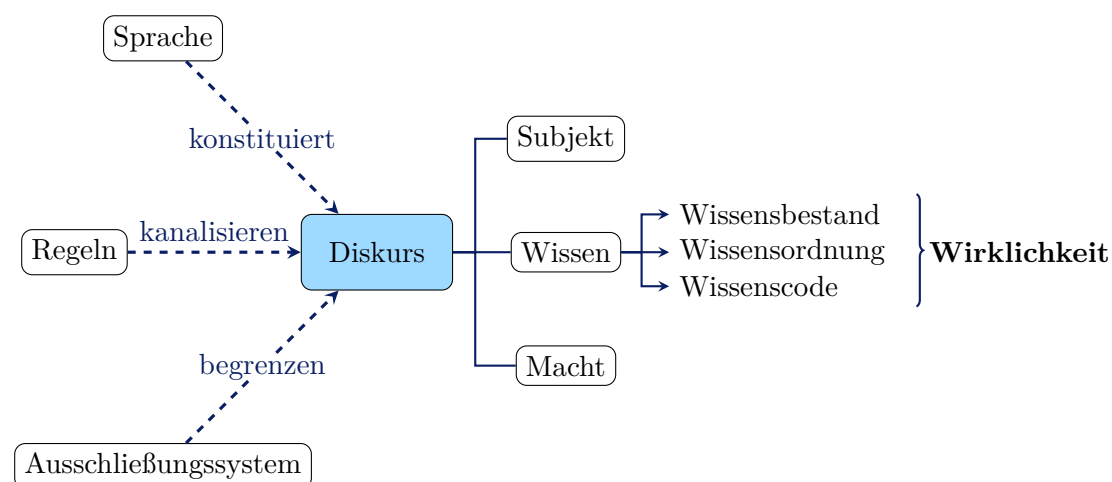 Sprache
konstituiert
Subjekt
Wissensbestand
kanalisieren
Regeln
Diskurs
Wissen
Wissensordnung
Wirklichkeit
Wissenscode
begrenzen
Macht
Ausschließungssystem